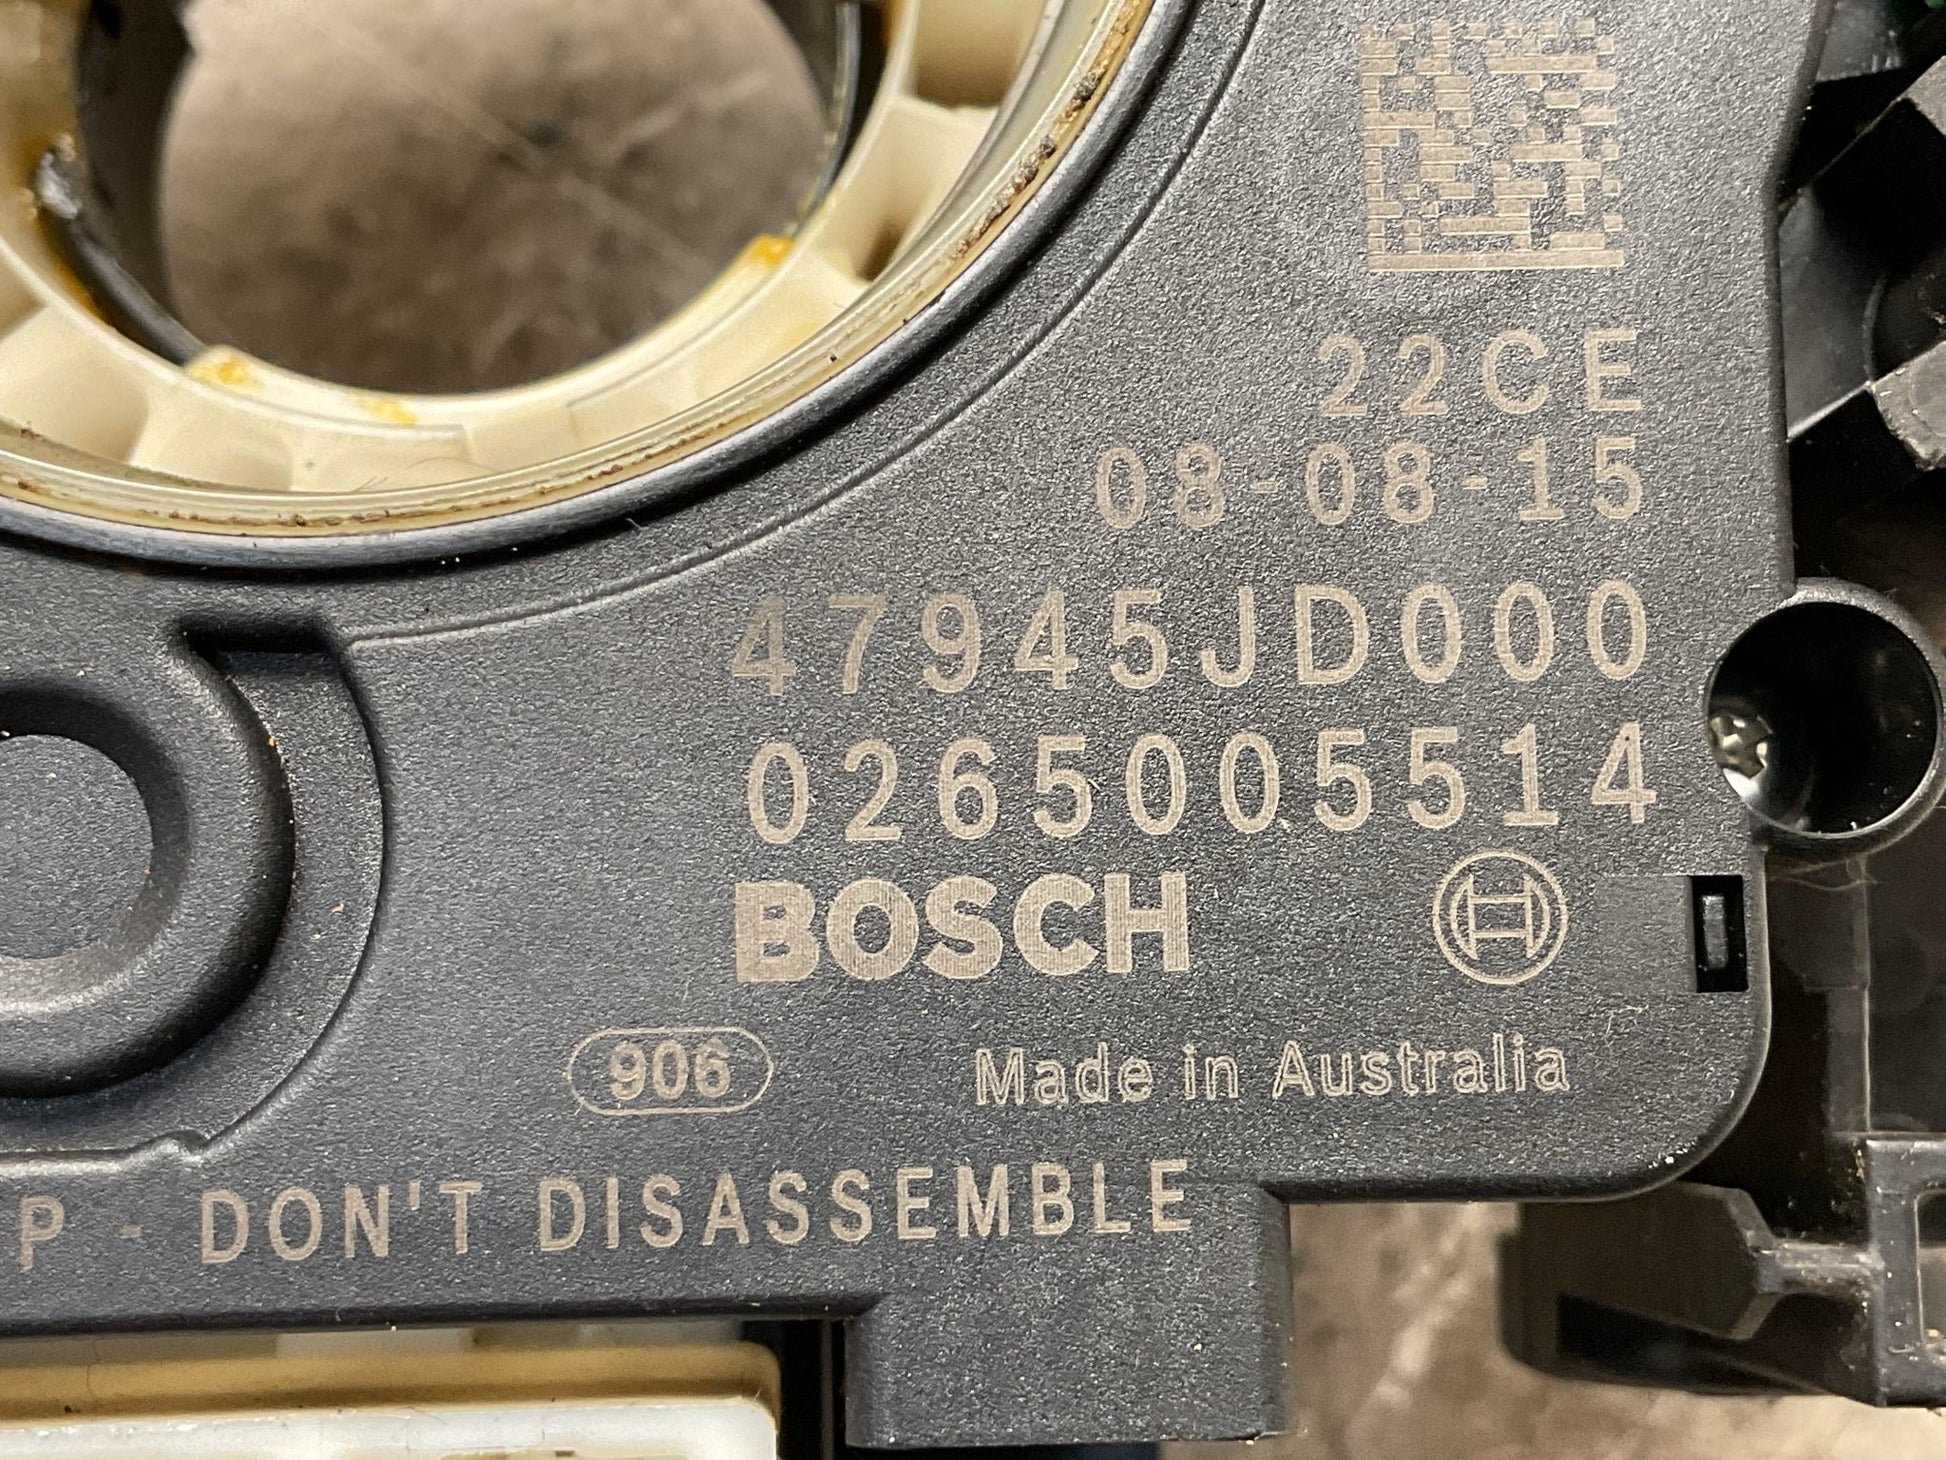 22CE
08-08-15
47945JD000
0265005514
BOSCH
906
Made in Australia
P - DON'T DISASSEMBLE